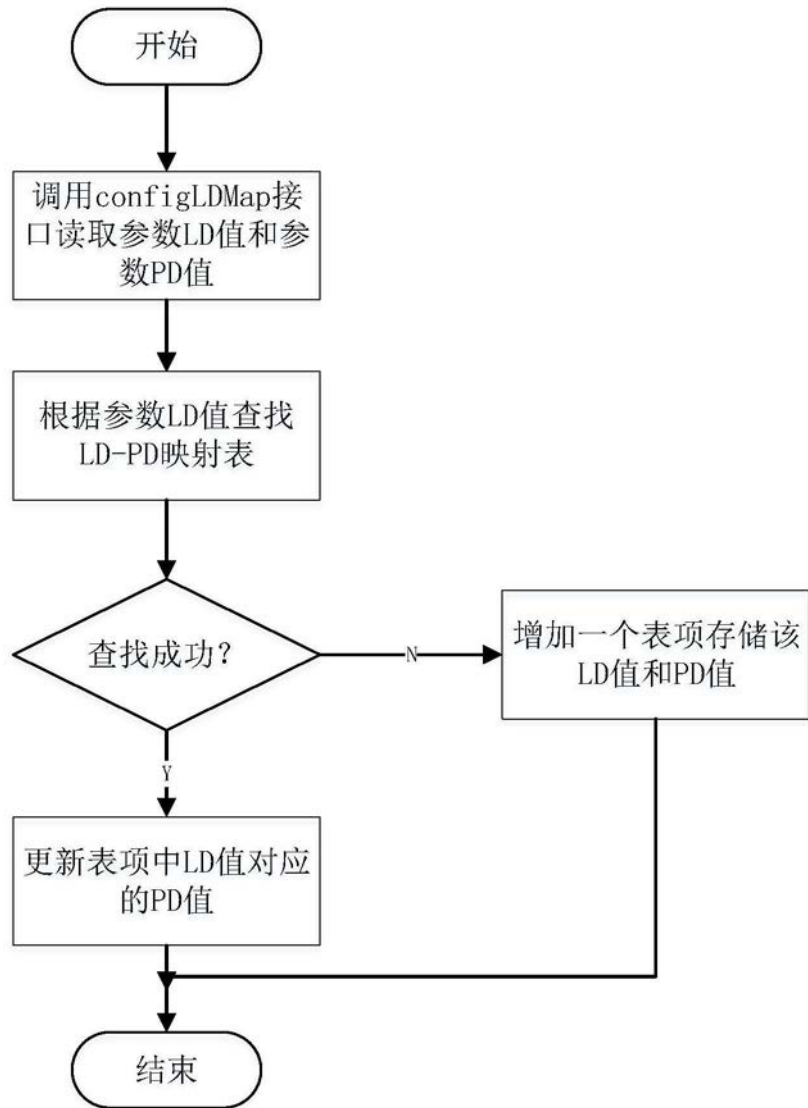 开始
调用configLDMap接
口读取参数LD值和参
数PD值
根据参数LD值查找
LD-PD映射表
查找成功?
N
增加一个表项存储该
LD值和PD值
Y
更新表项中LD值对应
的PD值
结束